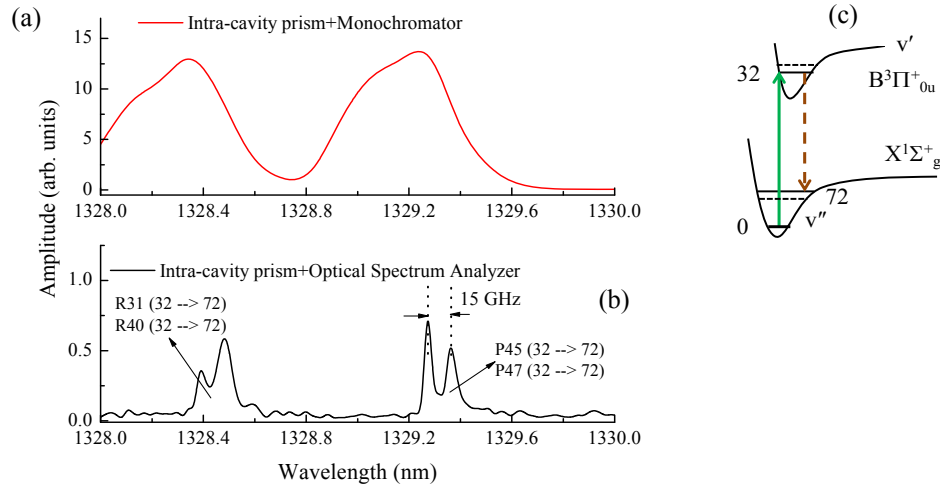 (a)
Intra-cavity prism+Monochromator
15
10
5
0
1328.0 1328.4 1328.8 1329.2 1329.6 1330.0
Amplitude (arb. units)
Intra-cavity prism+Optical Spectrum Analyzer
(b)
1.0
0.5
0.0
15 GHz
R31 (32 --> 72)
R40 (32 --> 72)
P45 (32 --> 72)
P47 (32 --> 72)
1328.0 1328.4 1328.8 1329.2 1329.6 1330.0
Wavelength (nm)
(c)
v′
32
B³Π⁺₀ᵤ
X¹Σ⁺g
72
0
v″